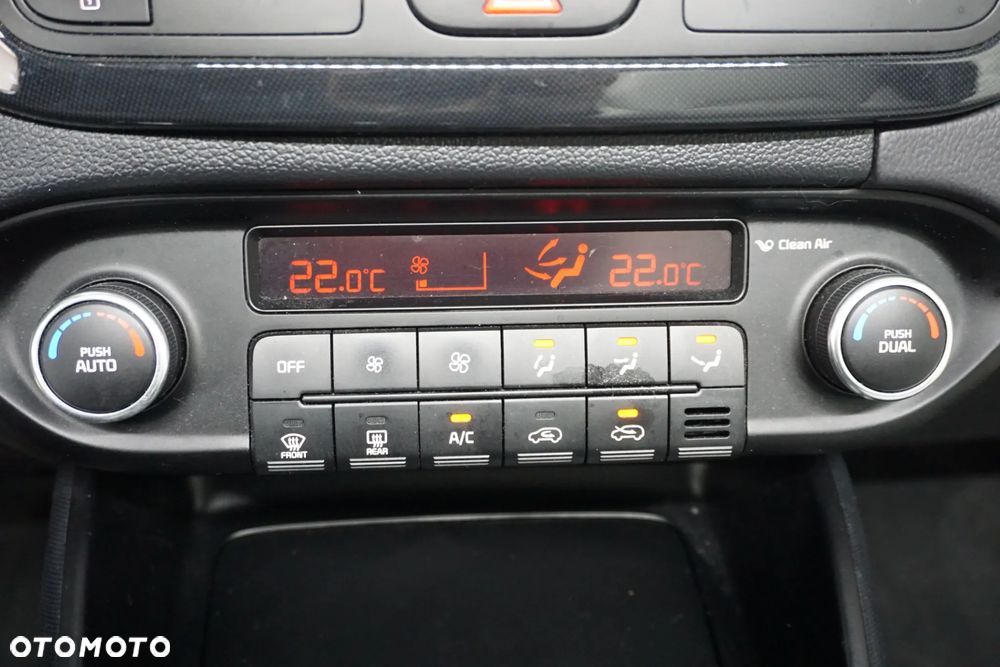 Clean Air
22.0°C
22.0°C
PUSH
AUTO
OFF
PUSH
DUAL
FRONT
REAR
A/C
OTOMOTO